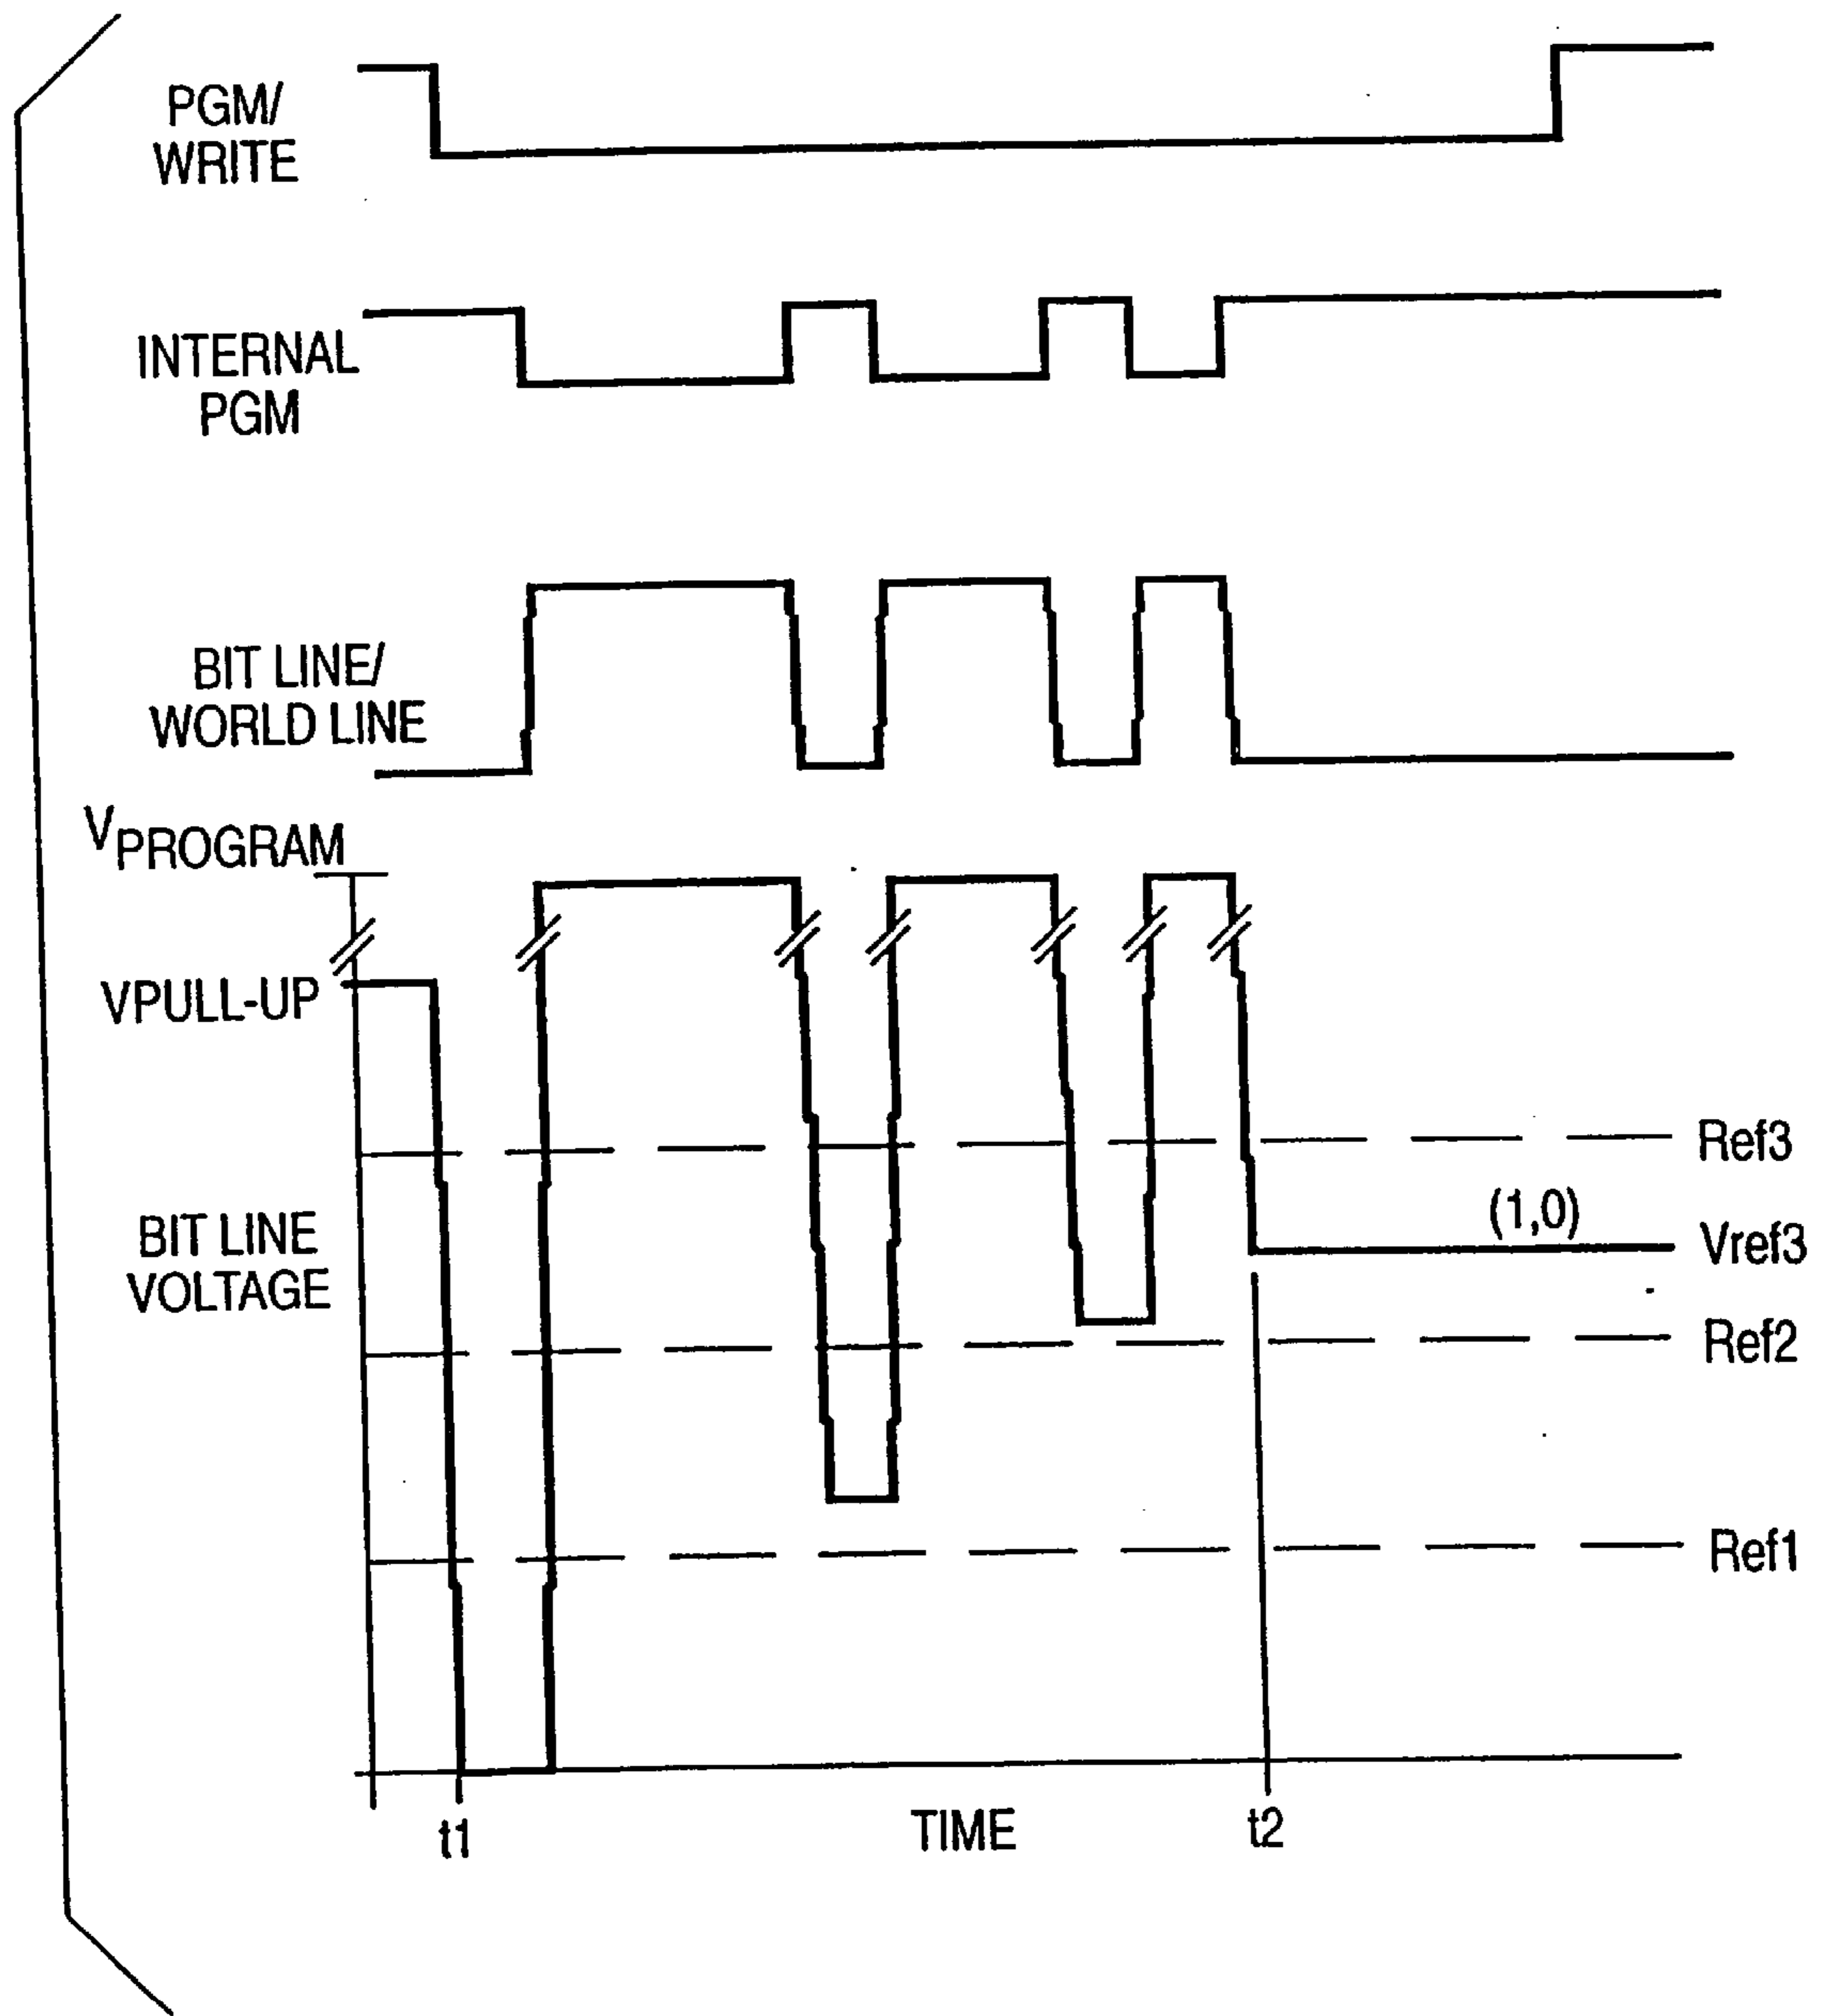 PGM/
WRITE
INTERNAL
PGM
BIT LINE/
WORLD LINE
VPROGRAM
VPULL-UP
Ref3
(1,0)
BIT LINE
VOLTAGE
Vref3
Ref2
Ref1
t1
TIME
t2